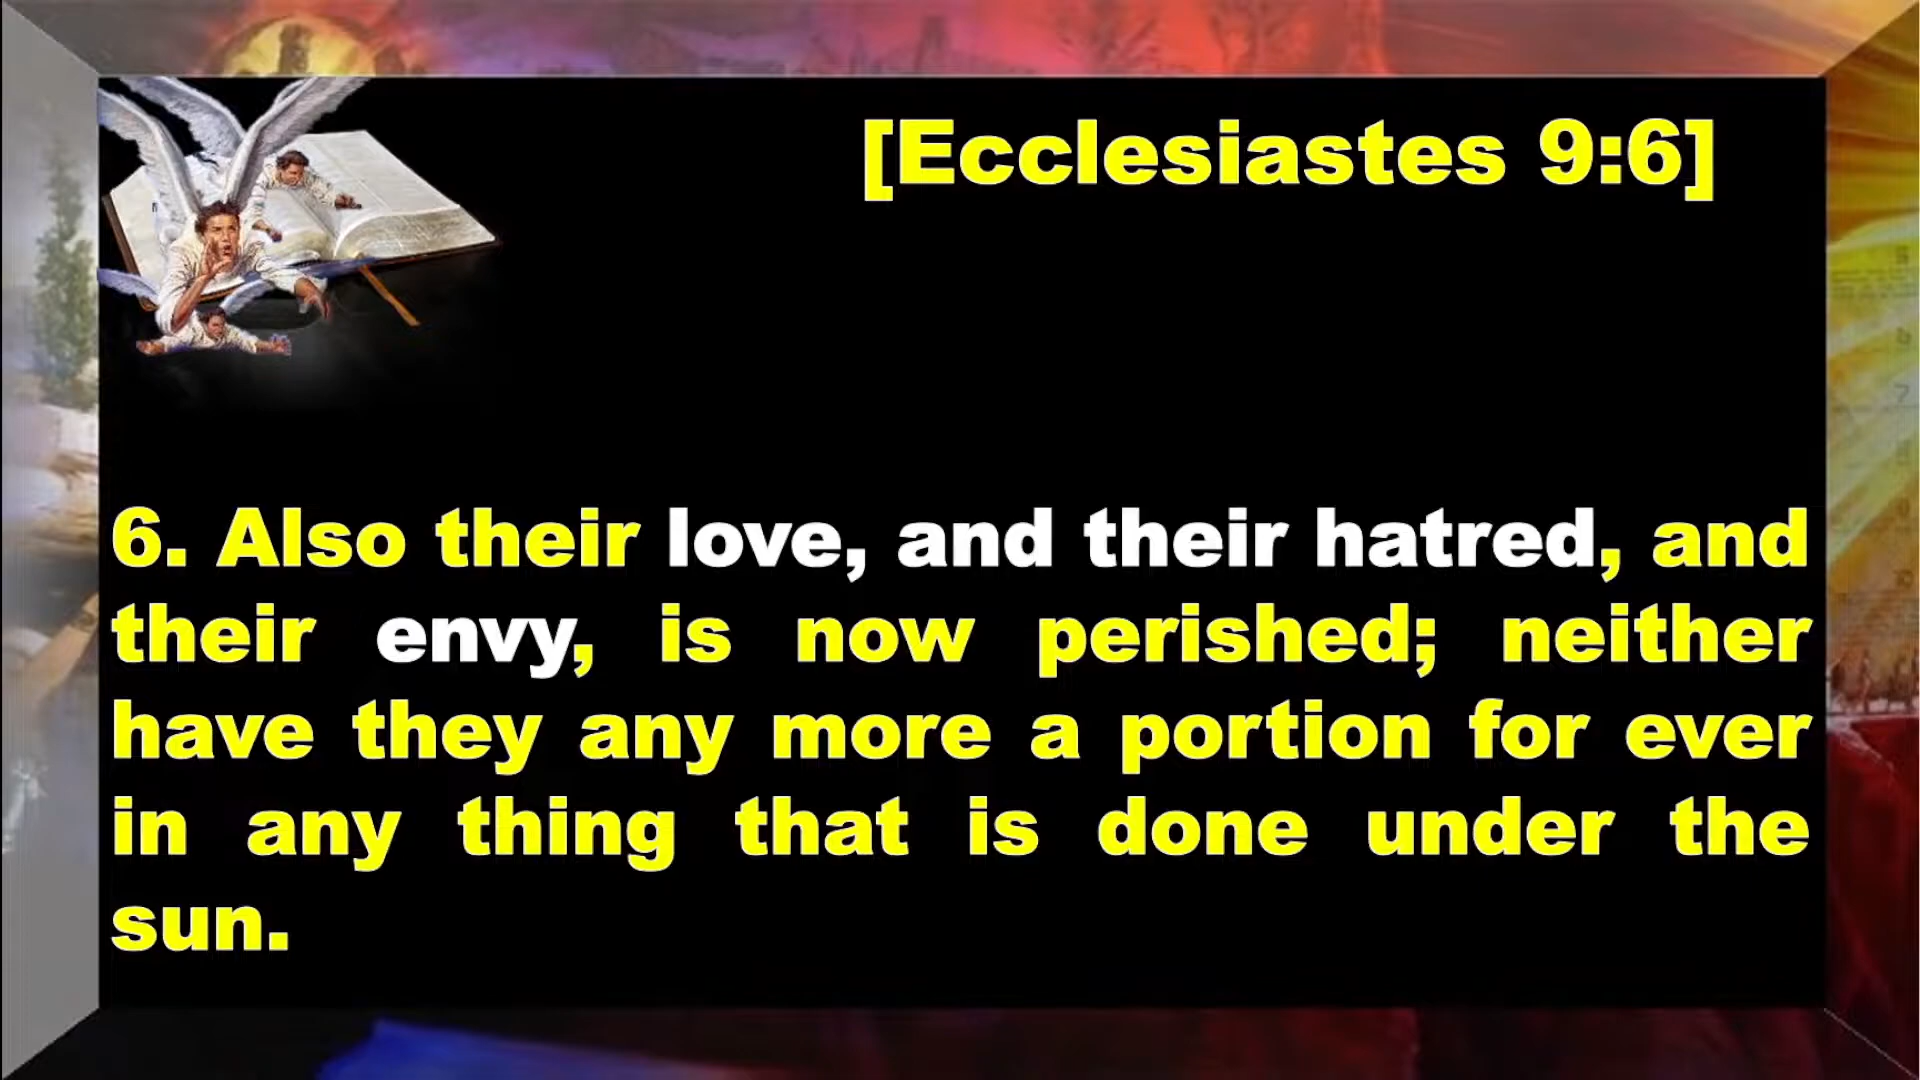 [Ecclesiastes 9:6]
6. Also their love, and their hatred, and
their envy, is now perished; neither
have they any more a portion for ever
in any thing that is done under the
sun.